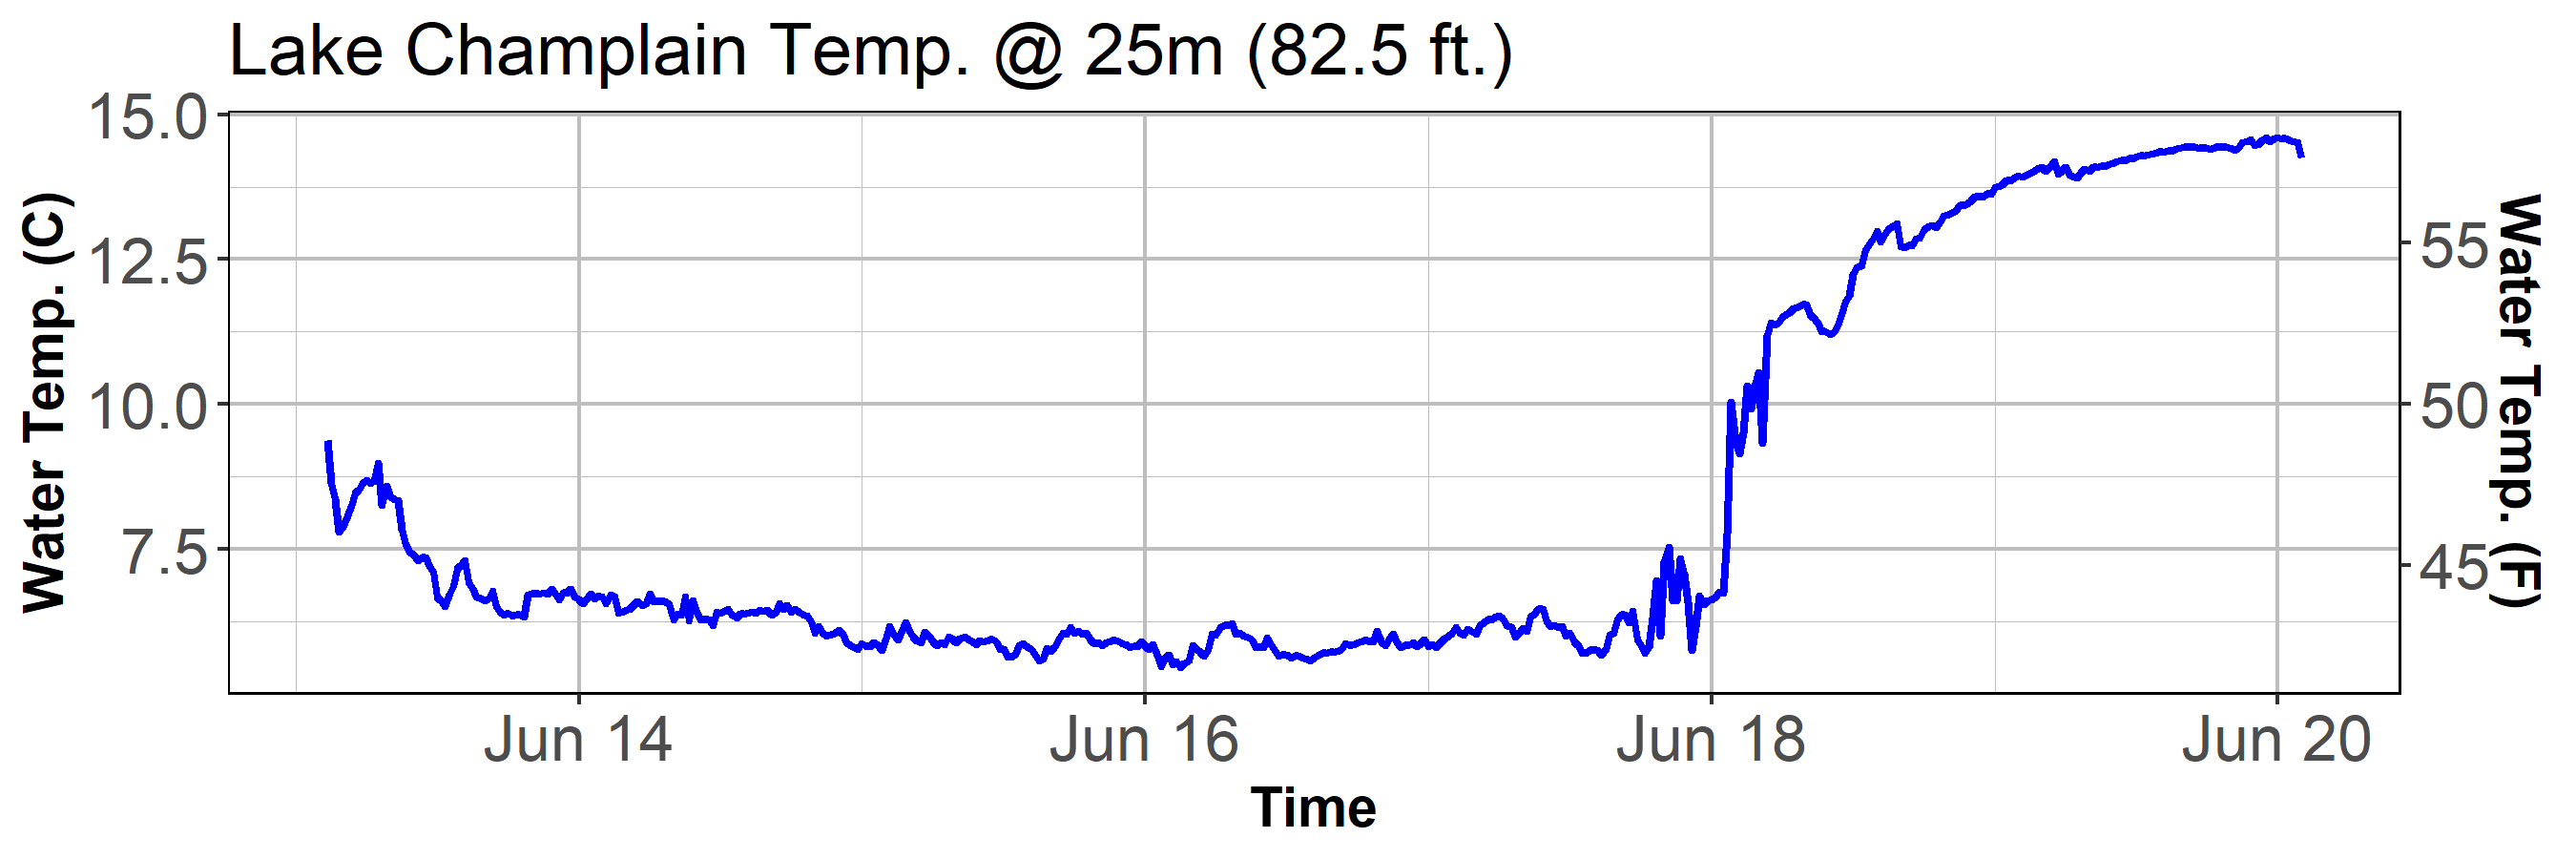 Lake Champlain Temp. @ 25m (82.5 ft.)
Water Temp. (C)
15.0
12.5
10.0
7.5
55
50
45
Water Temp. (F)
Jun 14 Jun 16 Jun 18 Jun 20
Time